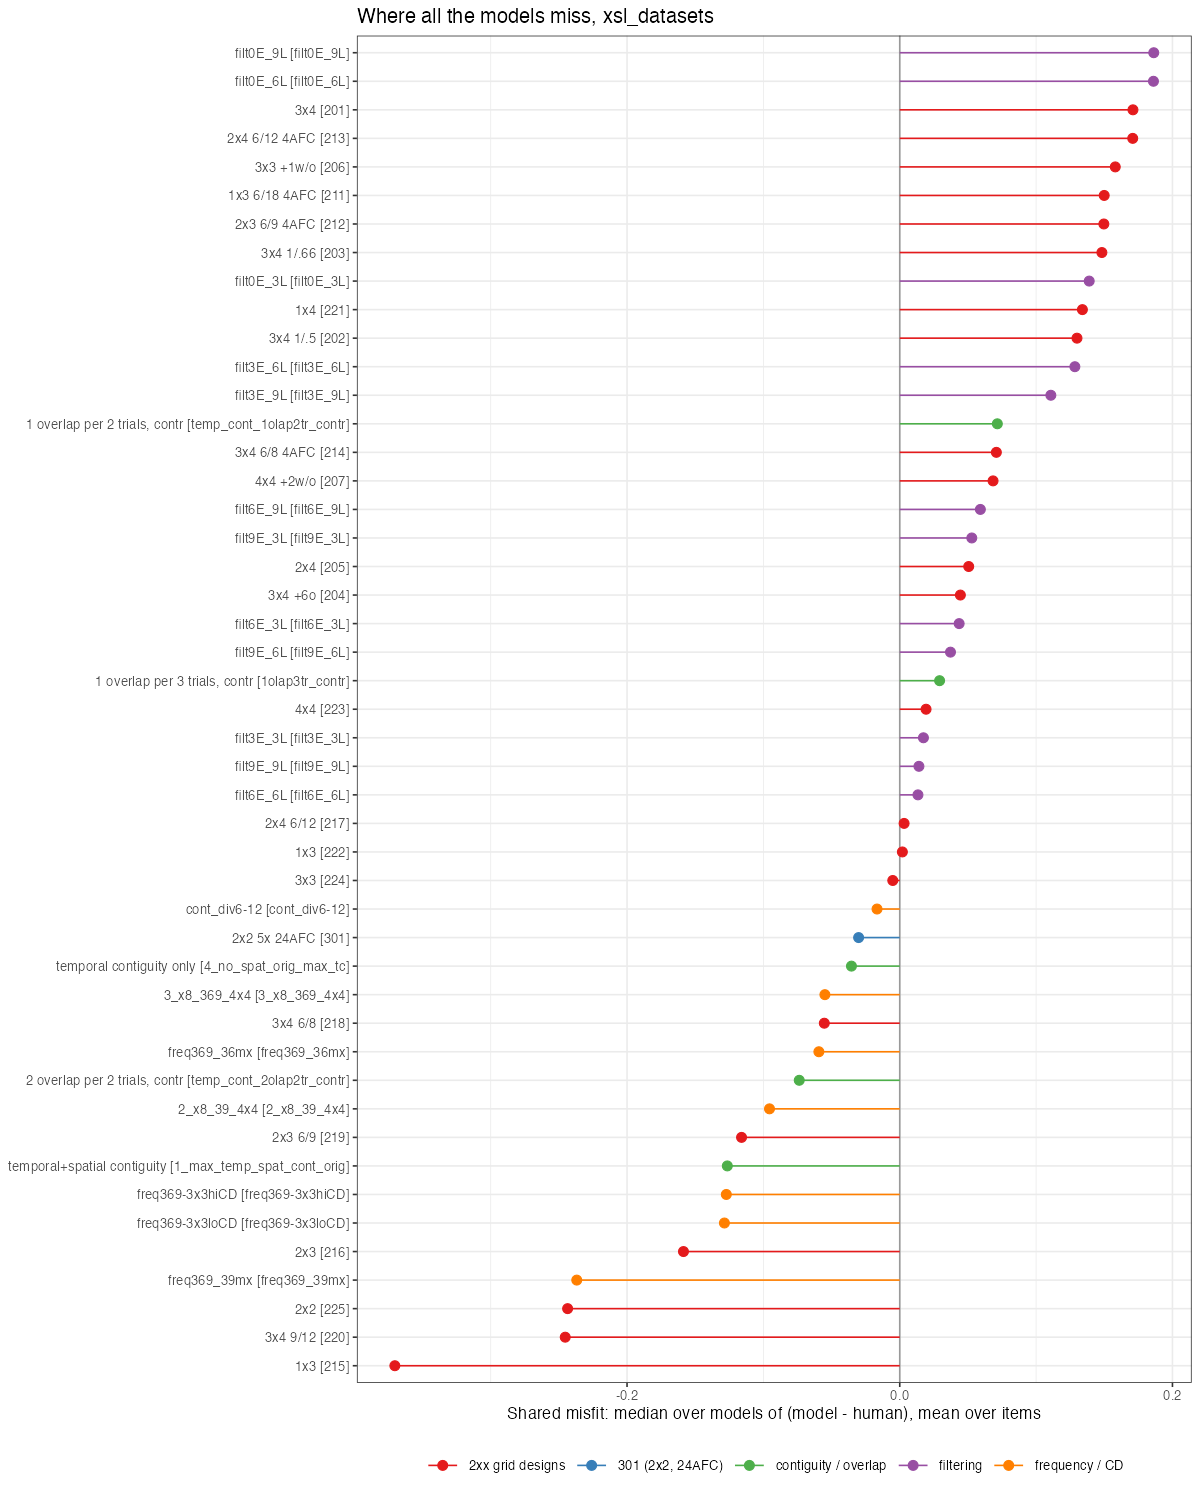 Where all the models miss, xsl_datasets
filt0E_9L [filt0E_9L]
filt0E_6L [filt0E_6L]
3x4 [201]
2x4 6/12 4AFC [213]
3x3 +1w/o [206]
1x3 6/18 4AFC [211]
2x3 6/9 4AFC [212]
3x4 1/.66 [203]
filt0E_3L [filt0E_3L]
1x4 [221]
3x4 1/.5 [202]
filt3E_6L [filt3E_6L]
filt3E_9L [filt3E_9L]
1 overlap per 2 trials, contr [temp_cont_1olap2tr_contr]
3x4 6/8 4AFC [214]
4x4 +2w/o [207]
filt6E_9L [filt6E_9L]
filt9E_3L [filt9E_3L]
2x4 [205]
3x4 +6o [204]
filt6E_3L [filt6E_3L]
filt9E_6L [filt9E_6L]
1 overlap per 3 trials, contr [1olap3tr_contr]
4x4 [223]
filt3E_3L [filt3E_3L]
filt9E_9L [filt9E_9L]
filt6E_6L [filt6E_6L]
2x4 6/12 [217]
1x3 [222]
3x3 [224]
cont_div6-12 [cont_div6-12]
2x2 5x 24AFC [301]
temporal contiguity only [4_no_spat_orig_max_tc]
3_x8_369_4x4 [3_x8_369_4x4]
3x4 6/8 [218]
freq369_36mx [freq369_36mx]
2 overlap per 2 trials, contr [temp_cont_2olap2tr_contr]
2_x8_39_4x4 [2_x8_39_4x4]
2x3 6/9 [219]
temporal+spatial contiguity [1_max_temp_spat_cont_orig]
freq369-3x3hiCD [freq369-3x3hiCD]
freq369-3x3loCD [freq369-3x3loCD]
2x3 [216]
freq369_39mx [freq369_39mx]
2x2 [225]
3x4 9/12 [220]
1x3 [215]
-0.2 0.0 0.2
Shared misfit: median over models of (model - human), mean over items
2xx grid designs 301 (2x2, 24AFC) contiguity / overlap filtering frequency / CD